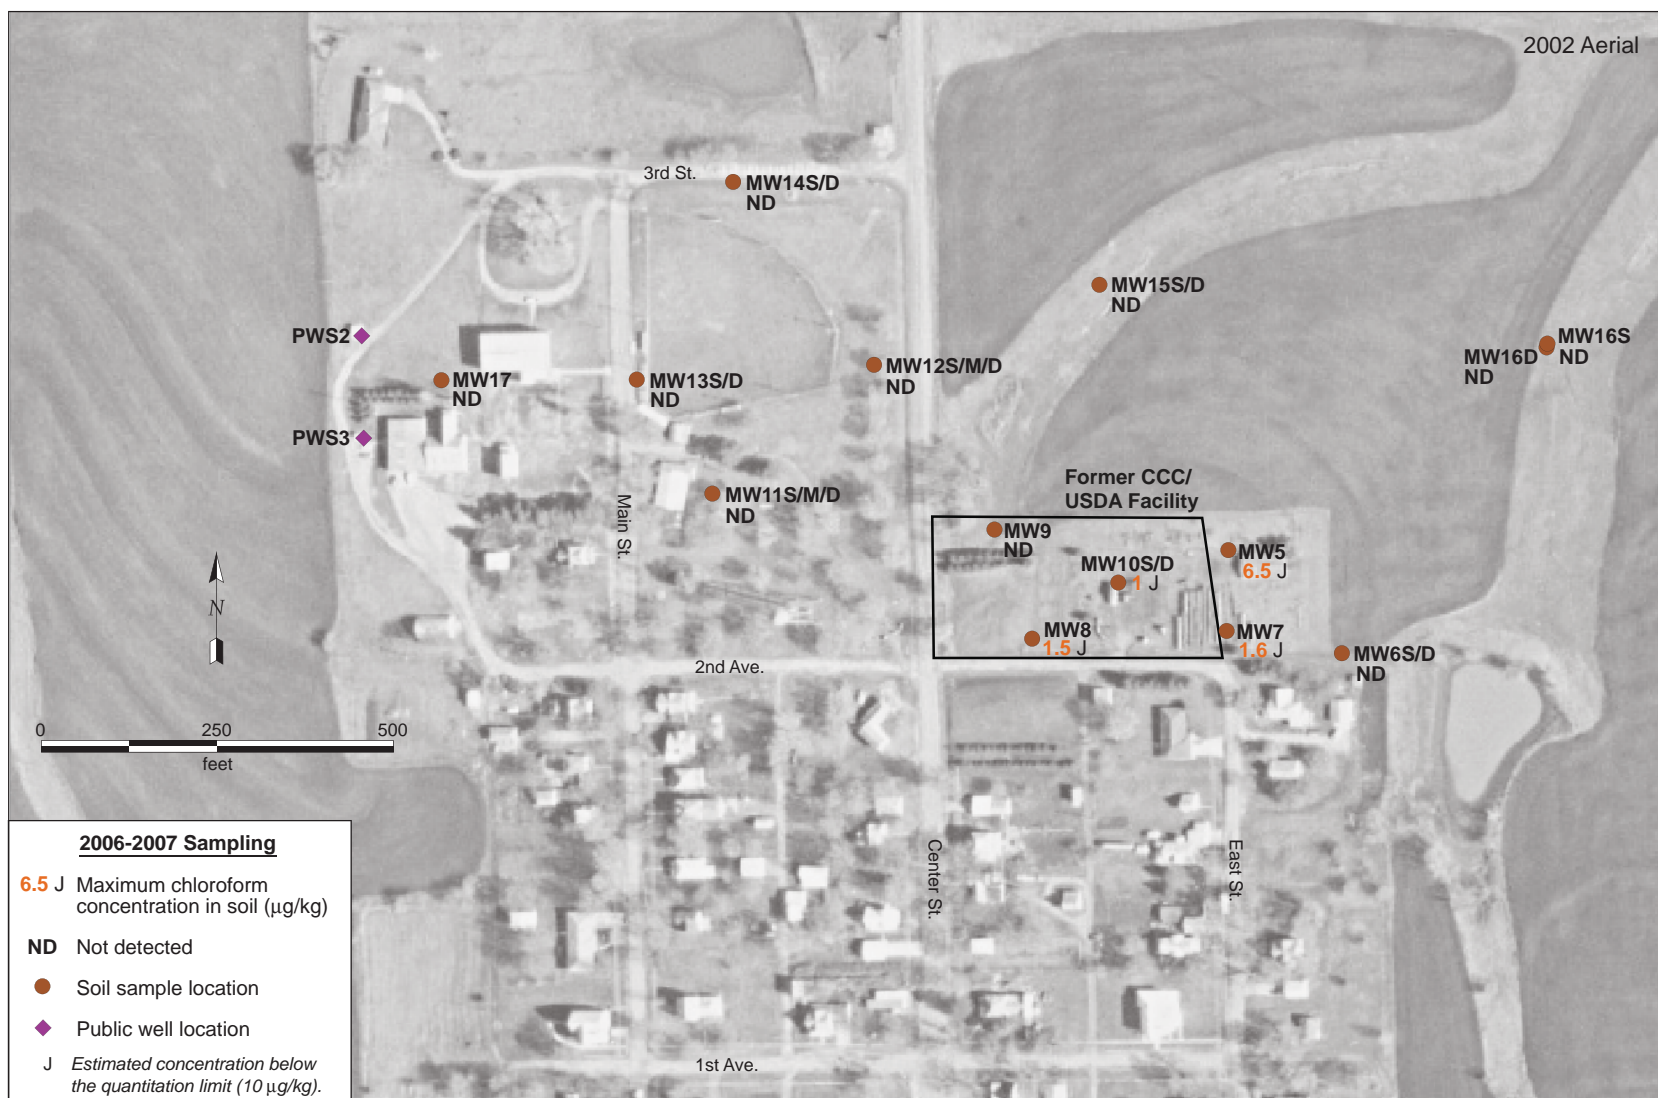 2002 Aerial
3rd St.
MW14S/D
ND
MW15S/D
ND
PWS2
MW17
ND
MW13S/D
ND
MW12S/M/D
ND
MW16S
ND
MW16D
ND
PWS3
MW11S/M/D
ND
Main St.
Former CCC/
USDA Facility
MW9
ND
MW10S/D
1 J
MW5
6.5 J
MW8
1.5 J
MW7
1.6 J
MW6S/D
ND
N
2nd Ave.
0 250 500
feet
Center St.
East St.
1st Ave.
2006-2007 Sampling
6.5 J Maximum chloroform
concentration in soil (μg/kg)
ND Not detected
Soil sample location
Public well location
J Estimated concentration below
the quantitation limit (10 μg/kg).